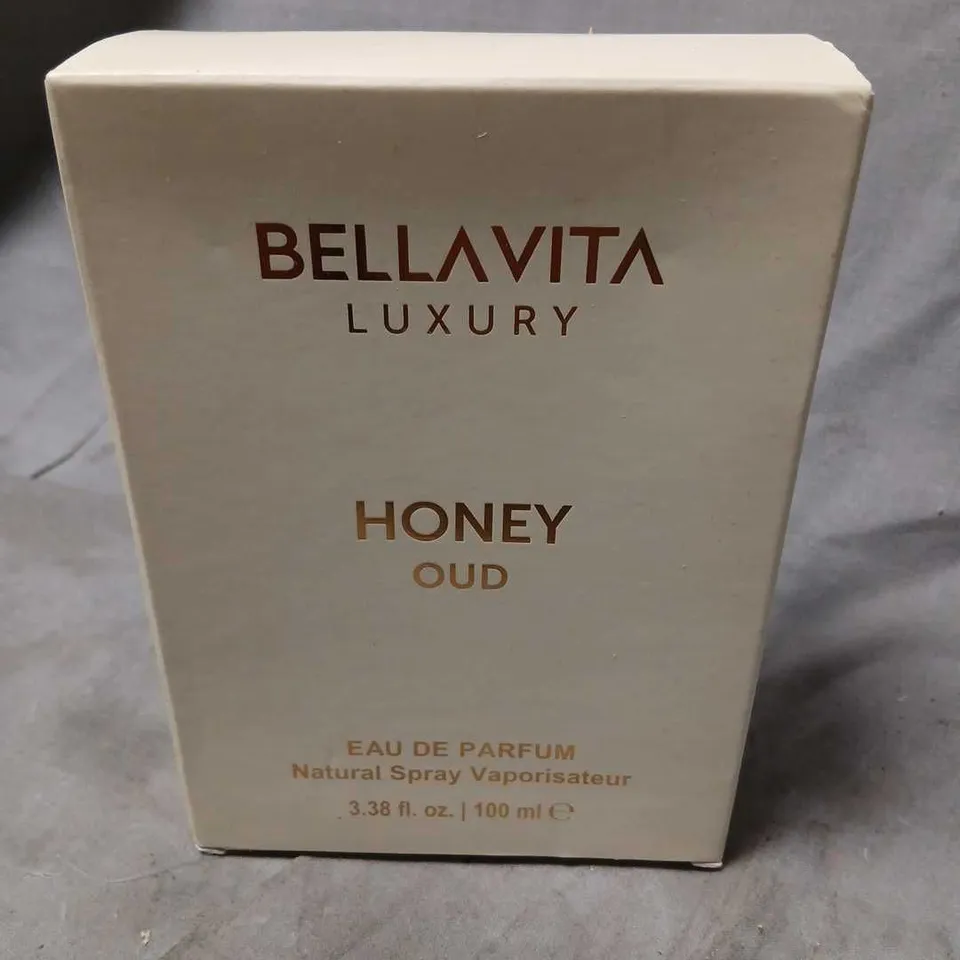 BELLAVITA
LUXURY
HONEY
OUD
EAU DE PARFUM
Natural Spray Vaporisateur
3.38 fl. oz. | 100 ml ℮